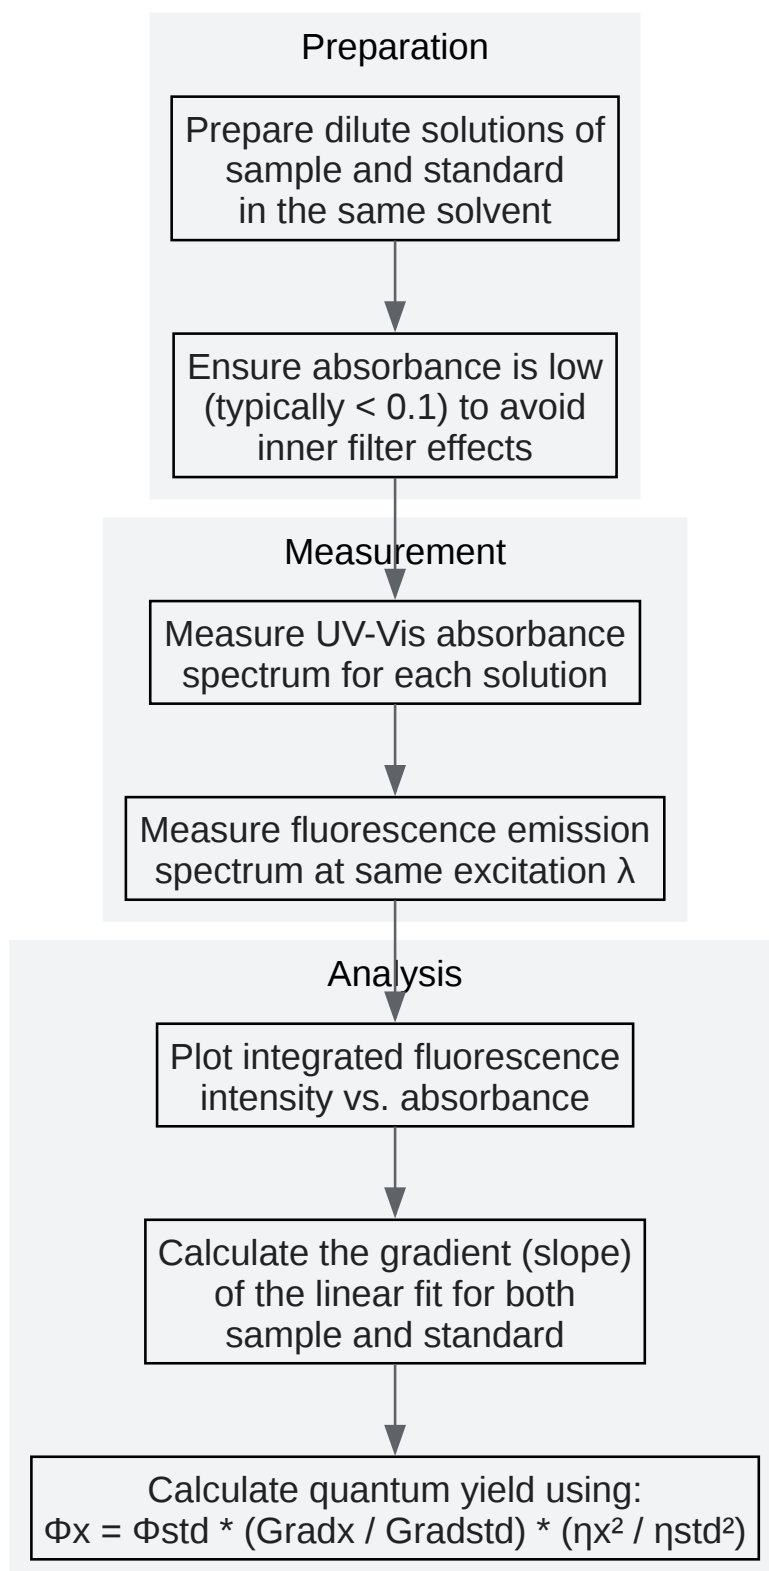 Preparation
Prepare dilute solutions of
sample and standard
in the same solvent
Ensure absorbance is low
(typically < 0.1) to avoid
inner filter effects
Measurement
Measure UV-Vis absorbance
spectrum for each solution
Measure fluorescence emission
spectrum at same excitation λ
Analysis
Plot integrated fluorescence
intensity vs. absorbance
Calculate the gradient (slope)
of the linear fit for both
sample and standard
Calculate quantum yield using:
Φx = Φstd * (Gradx / Gradstd) * (ηx² / ηstd²)